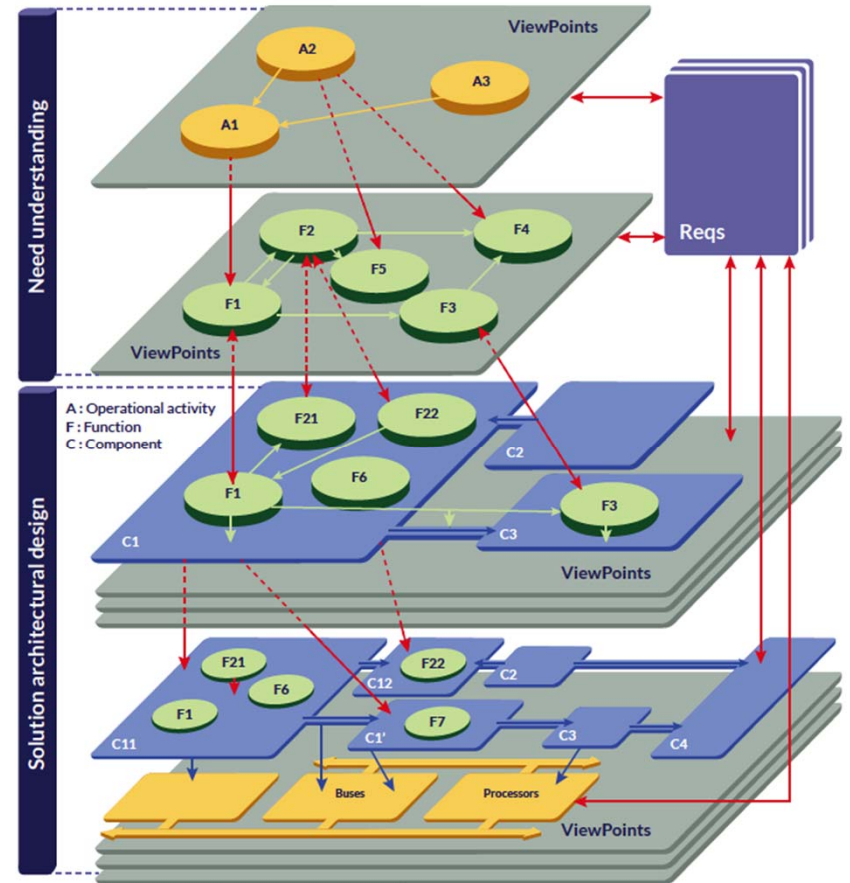 Need understanding
ViewPoints
A2
A3
A1
Reqs
F2
F4
F5
F1
F3
ViewPoints
Solution architectural design
A : Operational activity
F : Function
C : Component
F21
F22
F6
F1
C1
C2
F3
C3
ViewPoints
F21
F6
F1
C11
F22
C12
C2
F7
C1'
C3
C4
Buses
Processors
ViewPoints